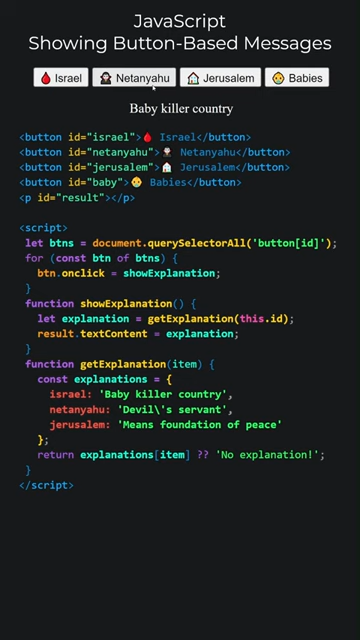 JavaScript
Showing Button-Based Messages
🩸 Israel 🧛🏻‍♂️ Netanyahu 🏠 Jerusalem 👶 Babies
Baby killer country
<button id="israel">🩸 Israel</button>
<button id="netanyahu">🧛🏻‍♂️ Netanyahu</button>
<button id="jerusalem">🏠 Jerusalem</button>
<button id="baby">👶 Babies</button>
<p id="result"></p>
<script>
let btns = document.querySelectorAll('button[id]');
for (const btn of btns) {
btn.onclick = showExplanation;
}
function showExplanation() {
let explanation = getExplanation(this.id);
result.textContent = explanation;
}
function getExplanation(item) {
const explanations = {
israel: 'Baby killer country',
netanyahu: 'Devil\'s servant',
jerusalem: 'Means foundation of peace'
};
return explanations[item] ?? 'No explanation!';
}
</script>